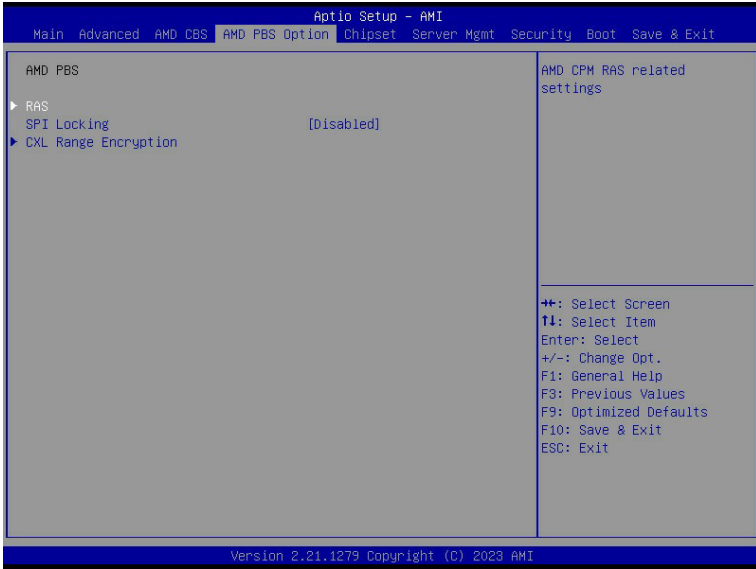 Aptio Setup - AMI
Main Advanced AMD CBS AMD PBS Option Chipset Server Mgmt Security Boot Save & Exit
AMD PBS
RAS
SPI Locking [Disabled]
CXL Range Encryption
AMD CPM RAS related
settings
→←: Select Screen
↑↓: Select Item
Enter: Select
+/-: Change Opt.
F1: General Help
F3: Previous Values
F9: Optimized Defaults
F10: Save & Exit
ESC: Exit
Version 2.21.1279 Copyright (C) 2023 AMI